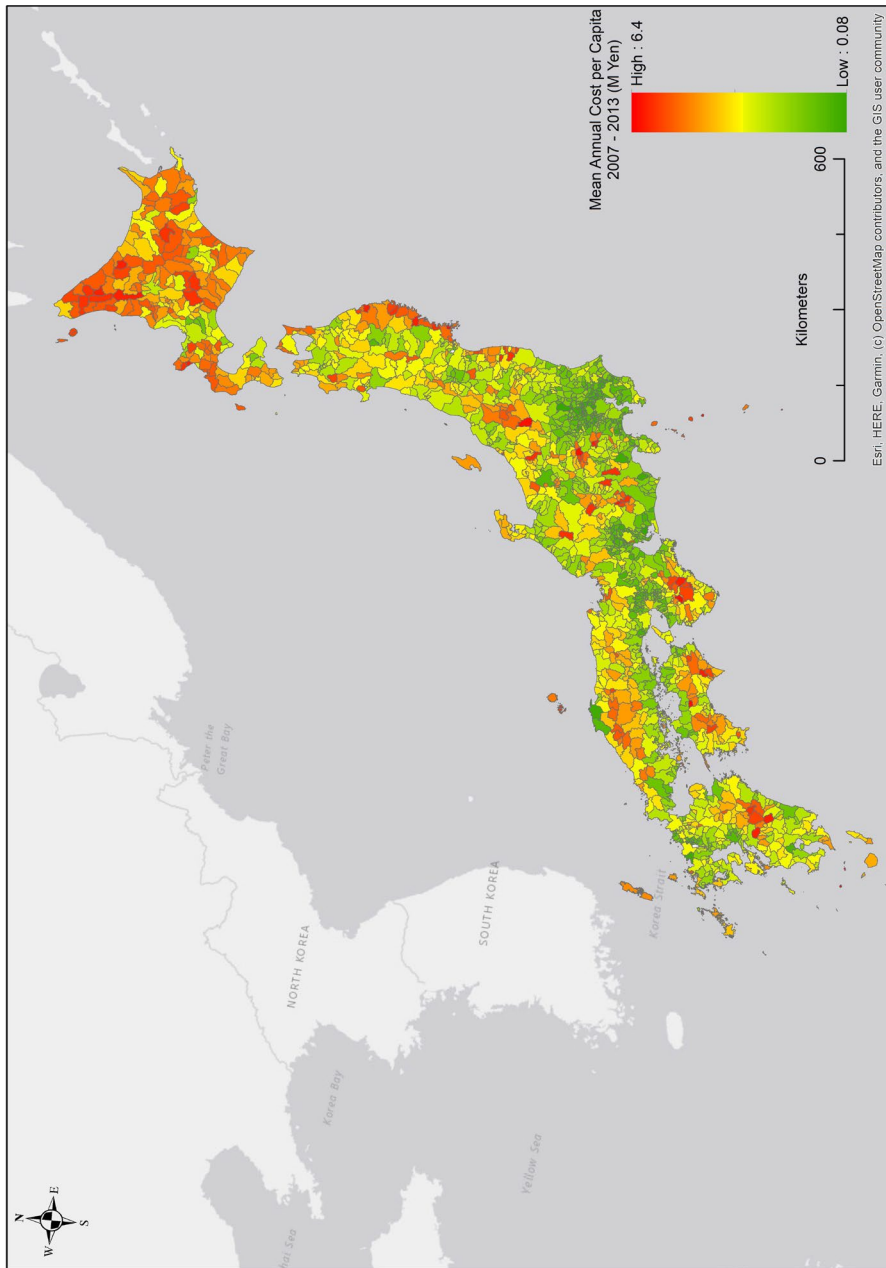 N
W
E
S
Peter the
Great Bay
NORTH KOREA
SOUTH KOREA
Korea Bay
Korea Strait
Yellow Sea
hai Sea
Mean Annual Cost per Capita
2007 - 2013 (M Yen)
High : 6.4
Low : 0.08
Kilometers
0
600
Esri, HERE, Garmin, (c) OpenStreetMap contributors, and the GIS user community